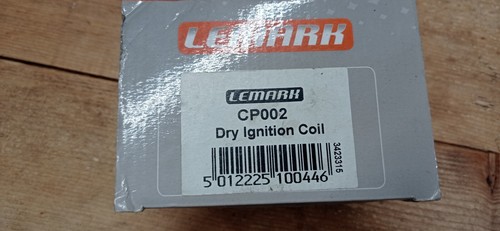 LEMARK
LEMARK
CP002
Dry Ignition Coil
3423315
5 012225 100446